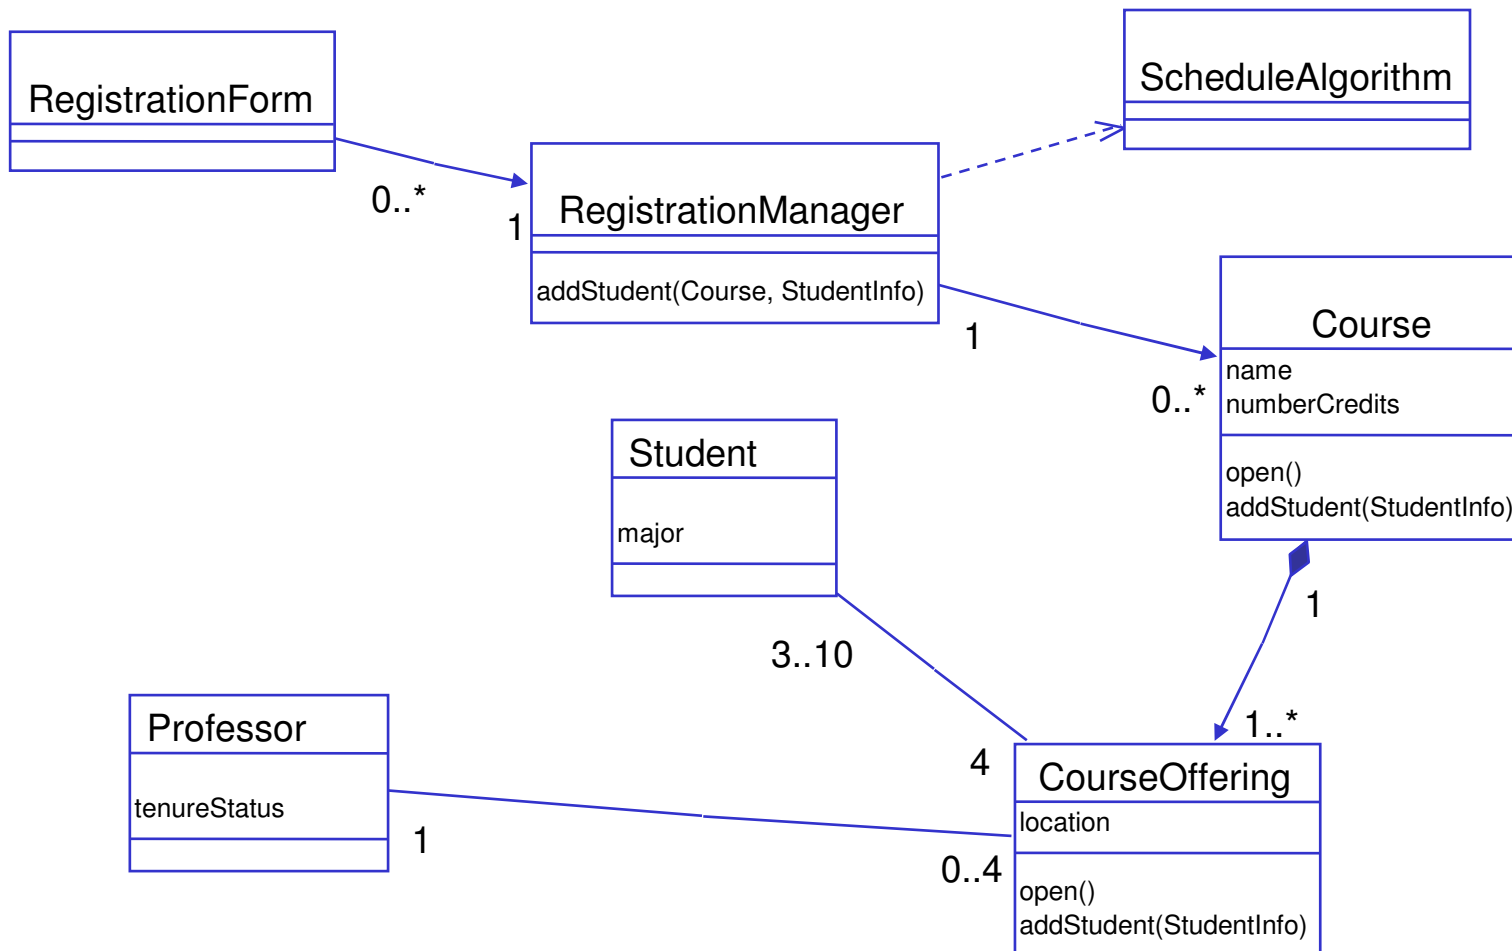 ScheduleAlgorithm
RegistrationForm
0..*
1
RegistrationManager
addStudent(Course, StudentInfo)
1
0..*
Course
name
numberCredits
open()
addStudent(StudentInfo)
Student
major
3..10
4
1
1..*
Professor
tenureStatus
1
0..4
CourseOffering
location
open()
addStudent(StudentInfo)